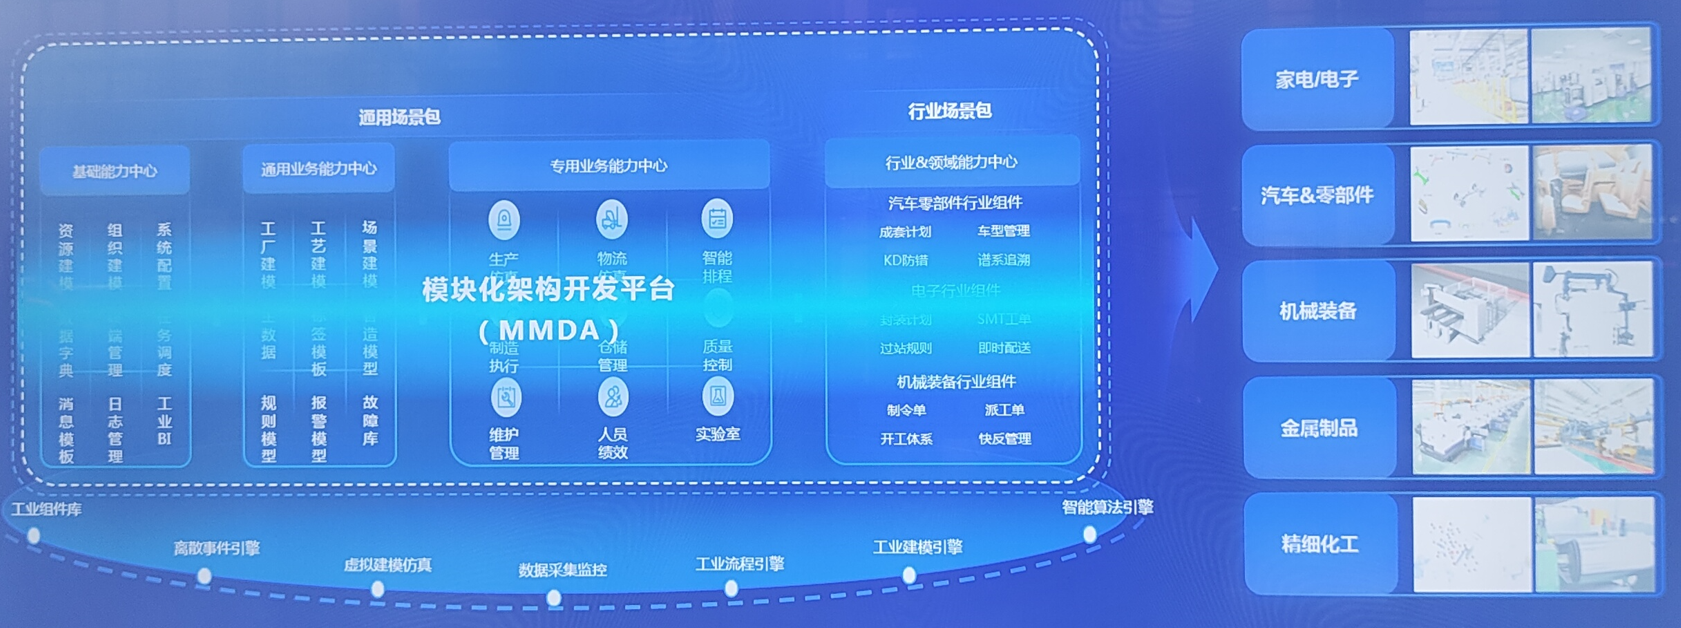 通用场景包
行业场景包
基础能力中心
通用业务能力中心
专用业务能力中心
行业&领域能力中心
资源建模
组织建模
系统配置
据字典
端管理
务调度
消息模板
日志管理
工业BI
工厂建模
工艺建模
场景建模
数据
签模板
造模型
规则模型
报警模型
故障库
生产
物流
智能
排程
模块化架构开发平台
(MMDA)
制造
执行
仓储
管理
质量
控制
维护
管理
人员
绩效
实验室
汽车零部件行业组件
成套计划 车型管理
KD防错 谱系追溯
电子行业组件
封装计划 SMT工单
过站规则 即时配送
机械装备行业组件
制令单 派工单
开工体系 快反管理
工业组件库
离散事件引擎
虚拟建模仿真
数据采集监控
工业流程引擎
工业建模引擎
智能算法引擎
家电/电子
汽车&零部件
机械装备
金属制品
精细化工